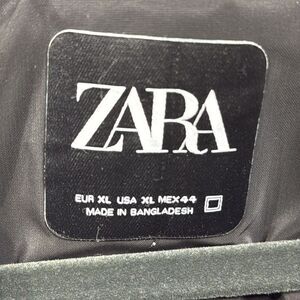 ZARA
EUR XL USA XL MEX 44
MADE IN BANGLADESH